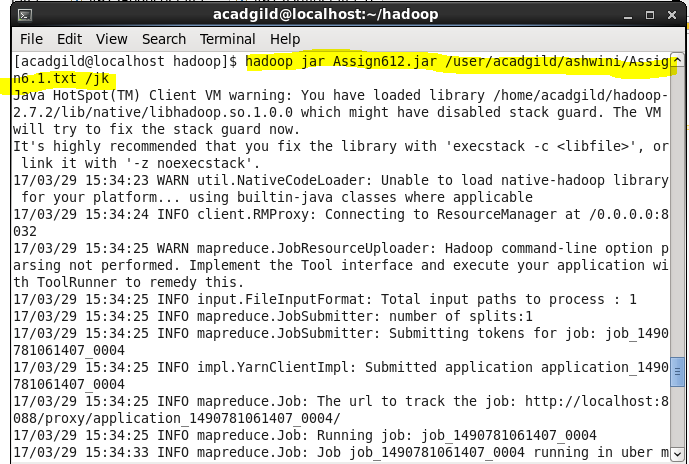 acadgild@localhost:~/hadoop
File Edit View Search Terminal Help
[acadgild@localhost hadoop]$ hadoop jar Assign612.jar /user/acadgild/ashwini/Assig
n6.1.txt /jk
Java HotSpot(TM) Client VM warning: You have loaded library /home/acadgild/hadoop-
2.7.2/lib/native/libhadoop.so.1.0.0 which might have disabled stack guard. The VM
will try to fix the stack guard now.
It's highly recommended that you fix the library with 'execstack -c <libfile>', or
link it with '-z noexecstack'.
17/03/29 15:34:23 WARN util.NativeCodeLoader: Unable to load native-hadoop library
for your platform... using builtin-java classes where applicable
17/03/29 15:34:24 INFO client.RMProxy: Connecting to ResourceManager at /0.0.0.0:8
032
17/03/29 15:34:25 WARN mapreduce.JobResourceUploader: Hadoop command-line option p
arsing not performed. Implement the Tool interface and execute your application wi
th ToolRunner to remedy this.
17/03/29 15:34:25 INFO input.FileInputFormat: Total input paths to process : 1
17/03/29 15:34:25 INFO mapreduce.JobSubmitter: number of splits:1
17/03/29 15:34:25 INFO mapreduce.JobSubmitter: Submitting tokens for job: job_1490
781061407_0004
17/03/29 15:34:25 INFO impl.YarnClientImpl: Submitted application application_1490
781061407_0004
17/03/29 15:34:25 INFO mapreduce.Job: The url to track the job: http://localhost:8
088/proxy/application_1490781061407_0004/
17/03/29 15:34:25 INFO mapreduce.Job: Running job: job_1490781061407_0004
17/03/29 15:34:33 INFO mapreduce.Job: Job job_1490781061407_0004 running in uber m